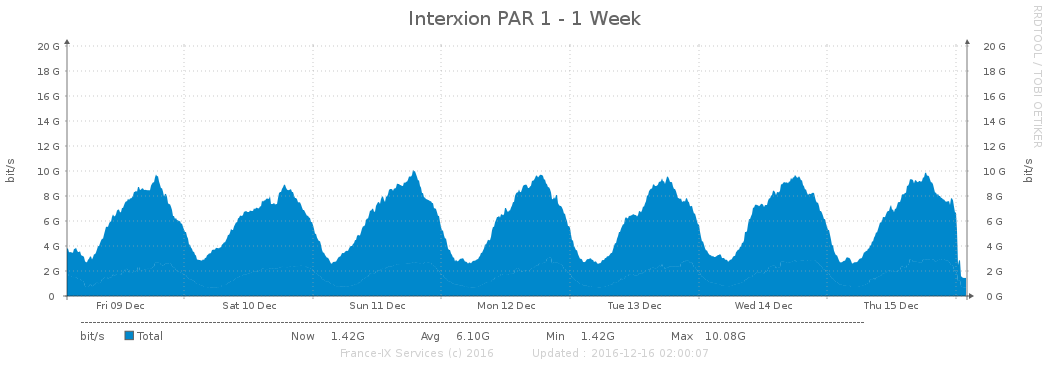 Interxion PAR 1 - 1 Week
RRDTOOL / TOBI OETIKER
20 G 20 G
18 G 18 G
16 G 16 G
14 G 14 G
12 G 12 G
10 G 10 G
8 G 8 G
6 G 6 G
4 G 4 G
2 G 2 G
0 0 G
bit/s
bit/s
Fri 09 Dec Sat 10 Dec Sun 11 Dec Mon 12 Dec Tue 13 Dec Wed 14 Dec Thu 15 Dec
bit/s Total Now 1.42G Avg 6.10G Min 1.42G Max 10.08G
France-IX Services (c) 2016 Updated : 2016-12-16 02:00:07